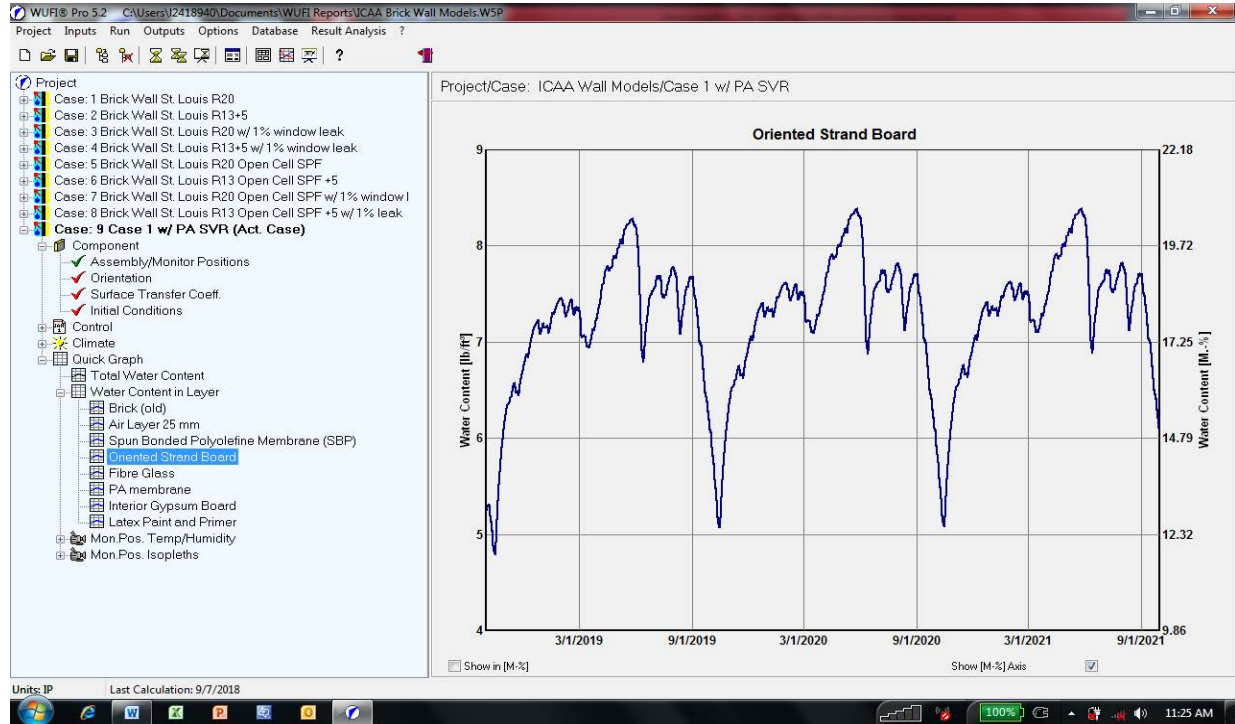 WUFI® Pro 5.2 C:\Users\I2418940\Documents\WUFI Reports\ICAA Brick Wall Models.W5P
Project Inputs Run Outputs Options Database Result Analysis ?
Project
Case: 1 Brick Wall St. Louis R20
Case: 2 Brick Wall St. Louis R13+5
Case: 3 Brick Wall St. Louis R20 w/ 1% window leak
Case: 4 Brick Wall St. Louis R13+5 w/ 1% window leak
Case: 5 Brick Wall St. Louis R20 Open Cell SPF
Case: 6 Brick Wall St. Louis R13 Open Cell SPF +5
Case: 7 Brick Wall St. Louis R20 Open Cell SPF w/ 1% window l
Case: 8 Brick Wall St. Louis R13 Open Cell SPF +5 w/ 1% leak
Case: 9 Case 1 w/ PA SVR (Act. Case)
Component
Assembly/Monitor Positions
Orientation
Surface Transfer Coeff.
Initial Conditions
Control
Climate
Quick Graph
Total Water Content
Water Content in Layer
Brick (old)
Air Layer 25 mm
Spun Bonded Polyolefine Membrane (SBP)
Oriented Strand Board
Fibre Glass
PA membrane
Interior Gypsum Board
Latex Paint and Primer
Mon.Pos. Temp/Humidity
Mon.Pos. Isopleths
Project/Case: ICAA Wall Models/Case 1 w/ PA SVR
Oriented Strand Board
9
8
7
6
5
4
Water Content [lb/ft³]
22.18
19.72
17.25
14.79
12.32
9.86
Water Content [M.-%]
3/1/2019 9/1/2019 3/1/2020 9/1/2020 3/1/2021 9/1/2021
Show in [M-%] Show [M-%] Axis
Units: IP Last Calculation: 9/7/2018
100% 11:25 AM